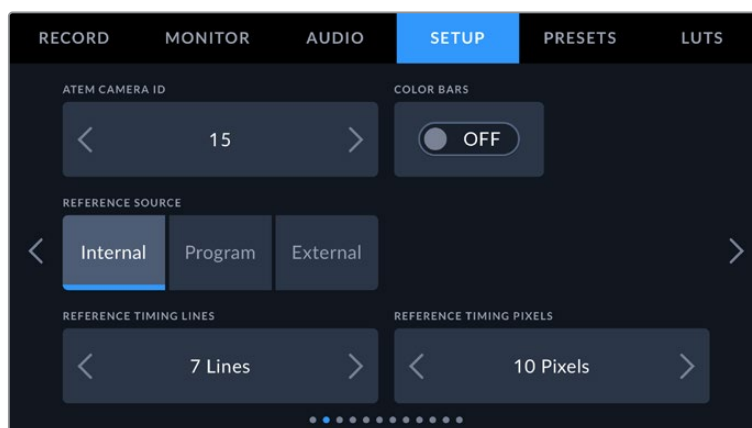 RECORD MONITOR AUDIO SETUP PRESETS LUTS
ATEM CAMERA ID COLOR BARS
15 OFF
REFERENCE SOURCE
Internal Program External
REFERENCE TIMING LINES REFERENCE TIMING PIXELS
7 Lines 10 Pixels